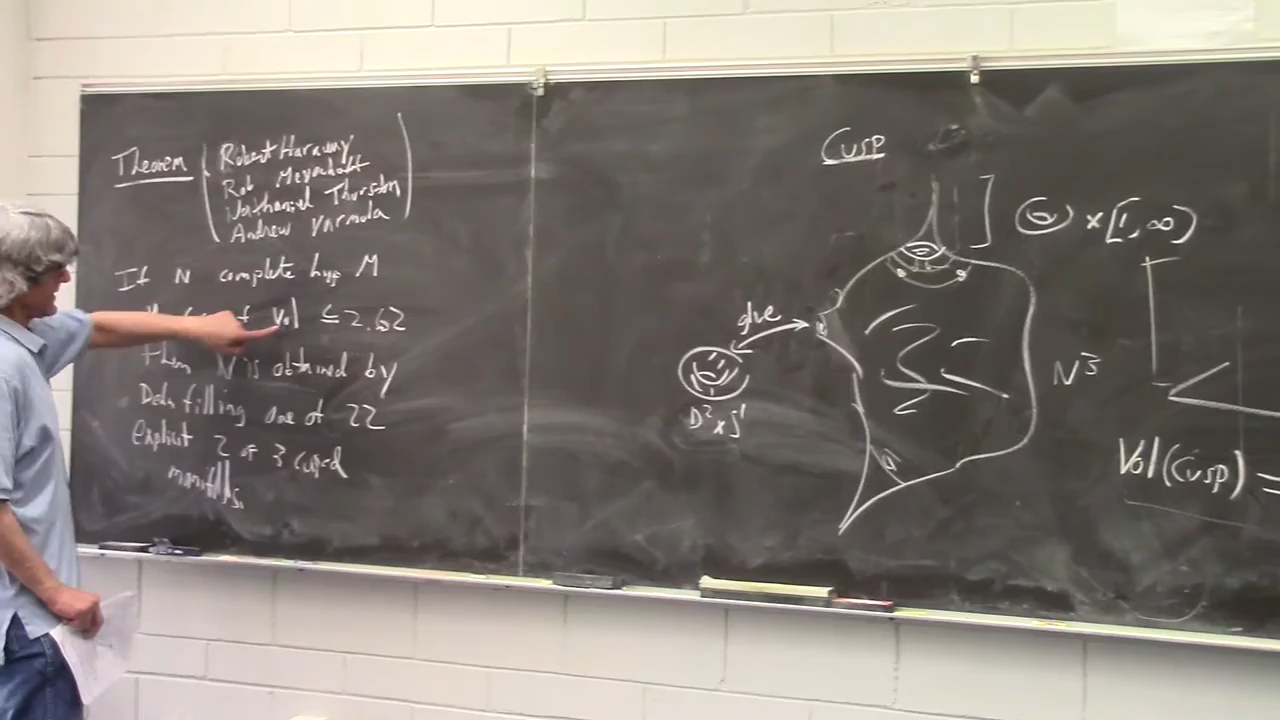 Theorem
Robert Haraway
Rob Meyerhoff
Nathaniel Thurston
Andrew Yarmola
If N complete hyp M
Vol ≤ 2.62
then N is obtained by
Dehn filling one of 22
explicit 2 or 3 cusped
manifolds.
Cusp
× [1, ∞)
glue
D² × S¹
N³
Vol(Cusp) =